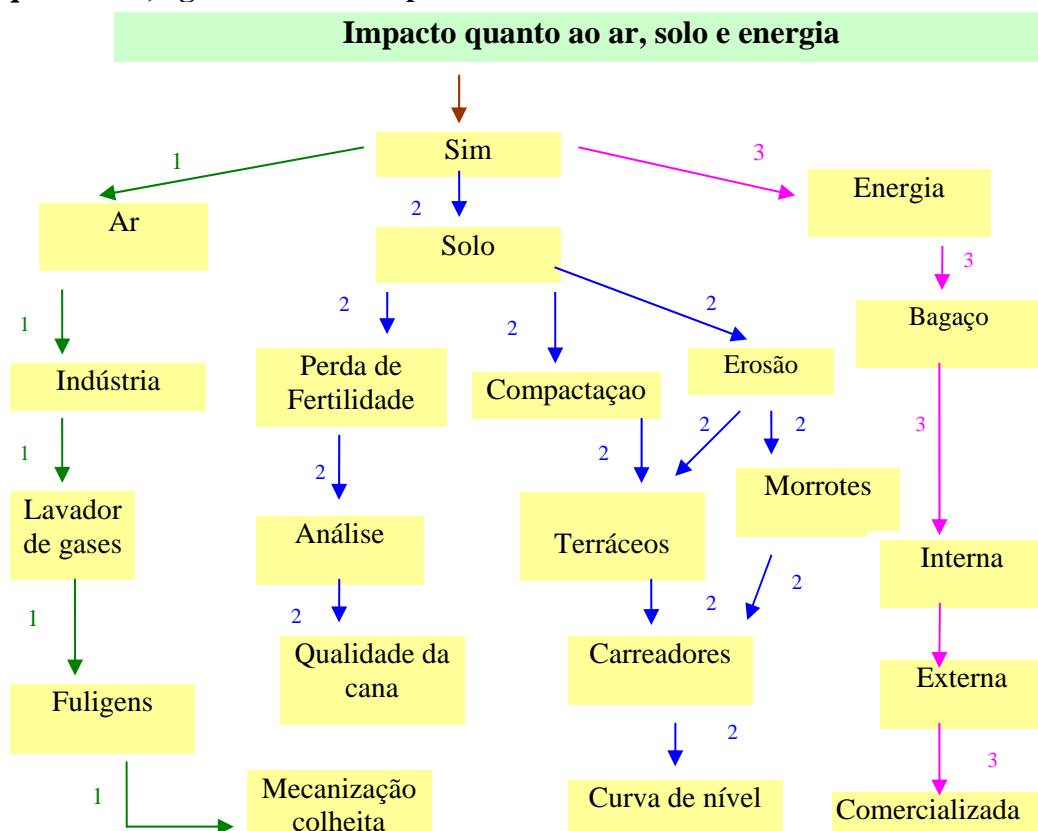 Impacto quanto ao ar, solo e energia
Sim
1
3
Ar
2
Energia
Solo
3
1
2
2
2
Bagaço
Indústria
Perda de
Fertilidade
Compactaçao
Erosão
1
2
2
2
2
3
Lavador
de gases
Análise
Terráceos
Morrotes
Interna
1
2
2
2
Qualidade da
cana
Carreadores
Externa
Fuligens
2
3
1
Mecanização
colheita
Curva de nível
Comercializada